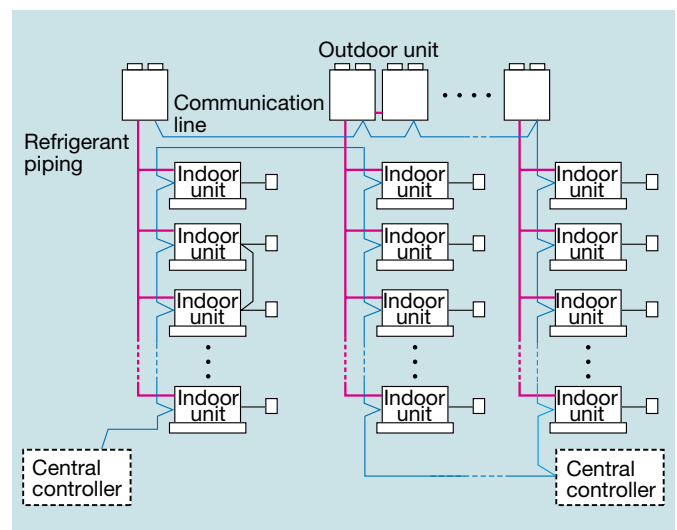 Outdoor unit
Communication
line
Refrigerant
piping
Indoor
unit
Indoor
unit
Indoor
unit
Indoor
unit
Indoor
unit
Indoor
unit
Indoor
unit
Indoor
unit
Indoor
unit
Indoor
unit
Indoor
unit
Indoor
unit
Central
controller
Central
controller